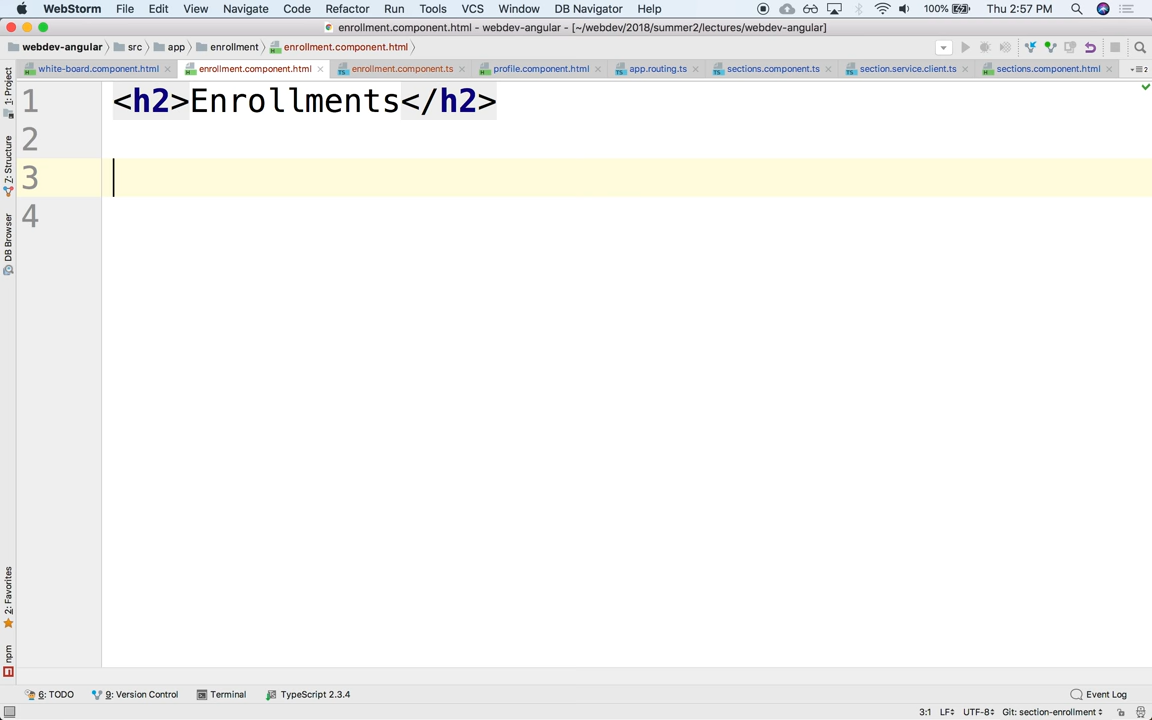 WebStorm File Edit View Navigate Code Refactor Run Tools VCS Window DB Navigator Help 100% Thu 2:57 PM
enrollment.component.html - webdev-angular - [~/webdev/2018/summer2/lectures/webdev-angular]
webdev-angular src app enrollment enrollment.component.html
white-board.component.html enrollment.component.html enrollment.component.ts profile.component.html app.routing.ts sections.component.ts section.service.client.ts sections.component.html 2
1: Project
7: Structure
DB Browser
2: Favorites
npm
1 <h2>Enrollments</h2>
2
3
4
6: TODO 9: Version Control Terminal TypeScript 2.3.4 Event Log
3:1 LF UTF-8 Git: section-enrollment